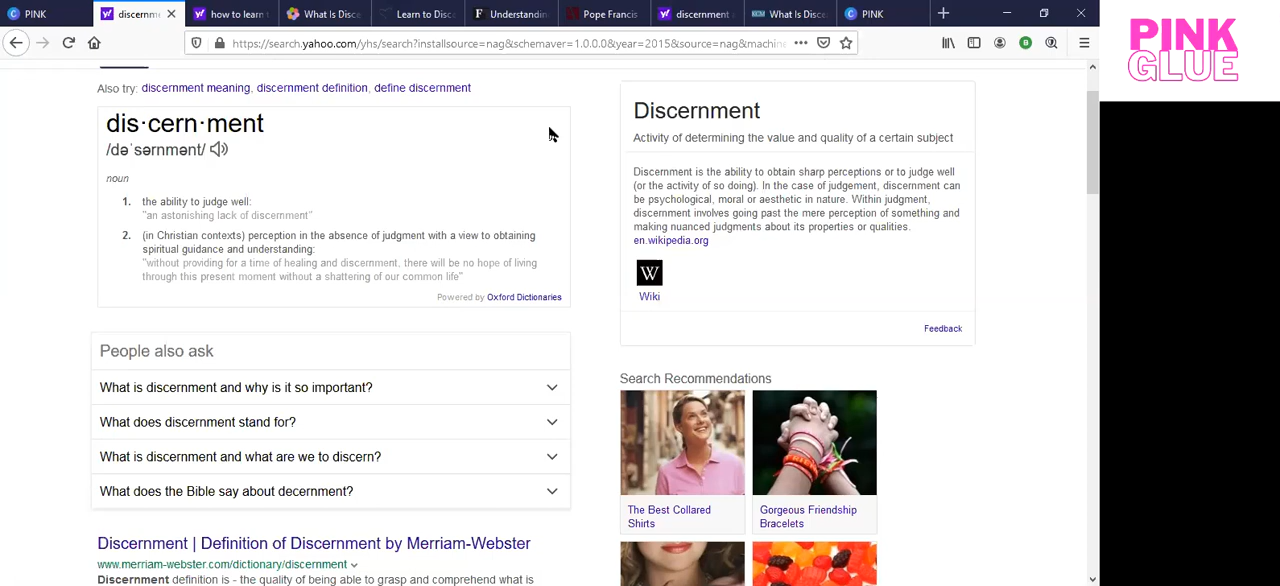 PINK
discernm
how to learn t
What Is Disce
Learn to Disc
Understandin
Pope Francis
discernment
What Is Disca
PINK
https://search.yahoo.com/yhs/search?installsource=nag&schemaver=1.0.0.0&year=2015&source=nag&machin
PINK
GLUE
Also try: discernment meaning, discernment definition, define discernment
dis·cern·ment
/dəˈsərnmənt/
noun
1. the ability to judge well:
"an astonishing lack of discernment"
2. (in Christian contexts) perception in the absence of judgment with a view to obtaining
spiritual guidance and understanding:
"without providing for a time of healing and discernment, there will be no hope of living
through this present moment without a shattering of our common life"
Powered by Oxford Dictionaries
People also ask
What is discernment and why is it so important?
What does discernment stand for?
What is discernment and what are we to discern?
What does the Bible say about decernment?
Discernment | Definition of Discernment by Merriam-Webster
www.merriam-webster.com/dictionary/discernment
Discernment definition is - the quality of being able to grasp and comprehend what is
Discernment
Activity of determining the value and quality of a certain subject
Discernment is the ability to obtain sharp perceptions or to judge well
(or the activity of so doing). In the case of judgement, discernment can
be psychological, moral or aesthetic in nature. Within judgment,
discernment involves going past the mere perception of something and
making nuanced judgments about its properties or qualities.
en.wikipedia.org
W
Wiki
Feedback
Search Recommendations
The Best Collared
Shirts
Gorgeous Friendship
Bracelets